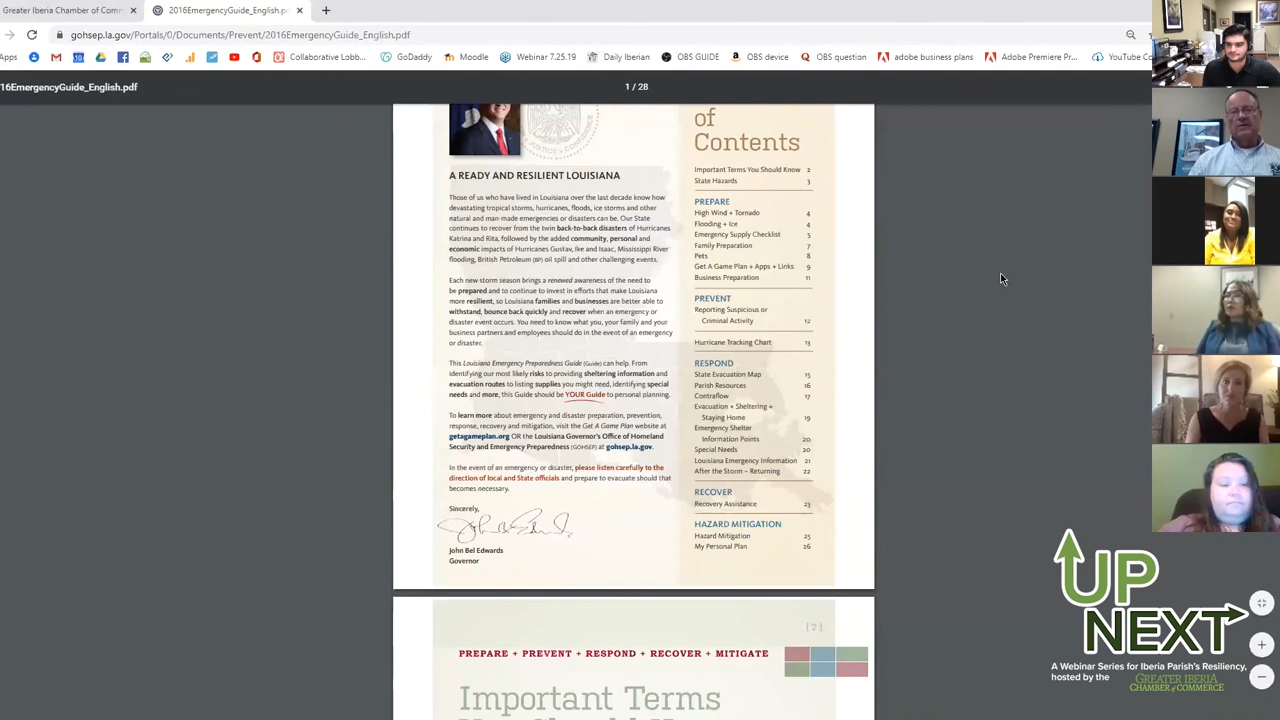 Greater Iberia Chamber of Comm
2016EmergencyGuide_English.p
gohsep.la.gov/Portals/0/Documents/Prevent/2016EmergencyGuide_English.pdf
Apps
Collaborative Lobb...
GoDaddy
Moodle
Webinar 7.25.19
Daily Iberian
OBS GUIDE
OBS device
OBS question
adobe business plans
Adobe Premiere Pr...
YouTube C
16EmergencyGuide_English.pdf
1 / 28
JUSTICE • CONFIDENCE
A READY AND RESILIENT LOUISIANA
Those of us who have lived in Louisiana over the last decade know how
devastating tropical storms, hurricanes, floods, ice storms and other
natural and man-made emergencies or disasters can be. Our State
continues to recover from the twin back-to-back disasters of Hurricanes
Katrina and Rita, followed by the added community, personal and
economic impacts of Hurricanes Gustav, Ike and Isaac, Mississippi River
flooding, British Petroleum (BP) oil spill and other challenging events.
Each new storm season brings a renewed awareness of the need to
be prepared and to continue to invest in efforts that make Louisiana
more resilient, so Louisiana families and businesses are better able to
withstand, bounce back quickly and recover when an emergency or
disaster event occurs. You need to know what you, your family and your
business partners and employees should do in the event of an emergency
or disaster.
This Louisiana Emergency Preparedness Guide (Guide) can help. From
identifying our most likely risks to providing sheltering information and
evacuation routes to listing supplies you might need, identifying special
needs and more, this Guide should be YOUR Guide to personal planning.
To learn more about emergency and disaster preparation, prevention,
response, recovery and mitigation, visit the Get A Game Plan website at
getagameplan.org OR the Louisiana Governor's Office of Homeland
Security and Emergency Preparedness (GOHSEP) at gohsep.la.gov.
In the event of an emergency or disaster, please listen carefully to the
direction of local and State officials and prepare to evacuate should that
becomes necessary.
Sincerely,
John Bel Edwards
Governor
of
Contents
Important Terms You Should Know 2
State Hazards 3
PREPARE
High Wind + Tornado 4
Flooding + Ice 4
Emergency Supply Checklist 5
Family Preparation 7
Pets 8
Get A Game Plan + Apps + Links 9
Business Preparation 11
PREVENT
Reporting Suspicious or
Criminal Activity 12
Hurricane Tracking Chart 13
RESPOND
State Evacuation Map 15
Parish Resources 16
Contraflow 17
Evacuation + Sheltering +
Staying Home 19
Emergency Shelter
Information Points 20
Special Needs 20
Louisiana Emergency Information 21
After the Storm – Returning 22
RECOVER
Recovery Assistance 23
HAZARD MITIGATION
Hazard Mitigation 25
My Personal Plan 26
[ 2 ]
PREPARE + PREVENT + RESPOND + RECOVER + MITIGATE
Important Terms
UP
NEXT
A Webinar Series for Iberia Parish's Resiliency,
hosted by the GREATER IBERIA
CHAMBER of COMMERCE